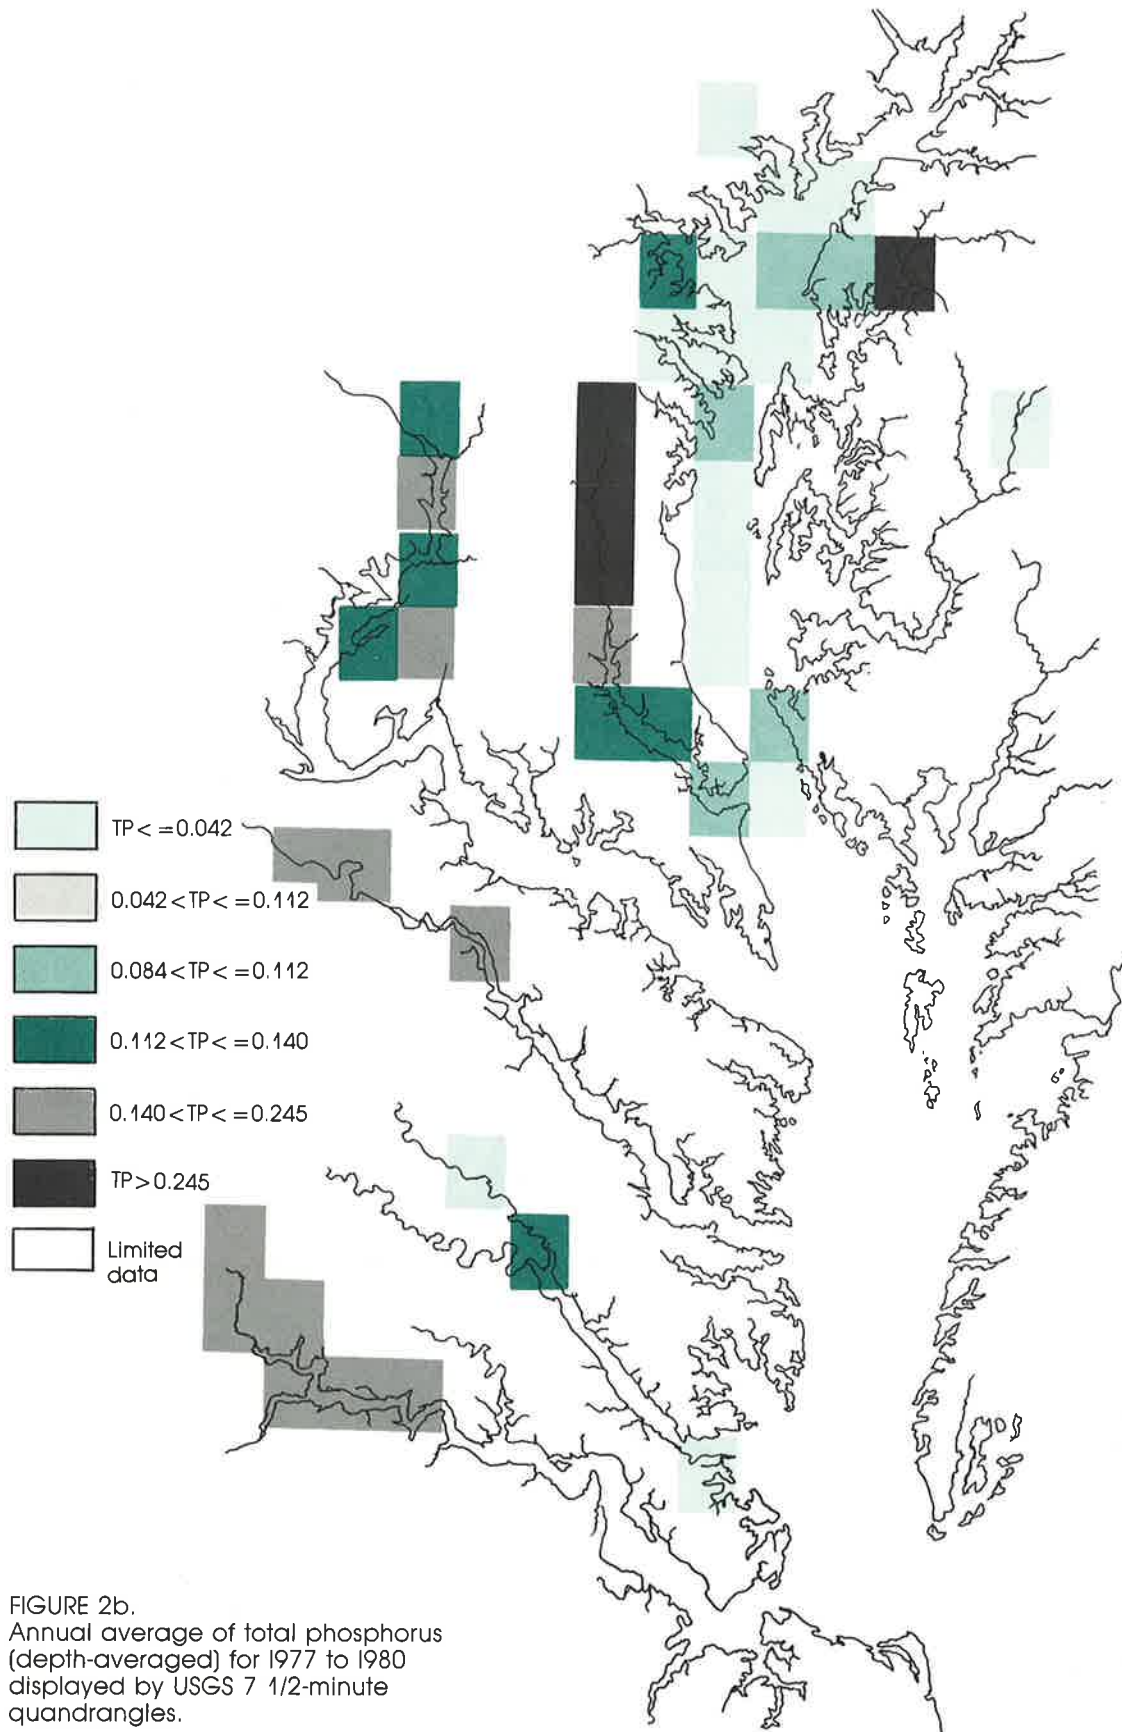 TP<=0.042
0.042<TP<=0.112
0.084<TP<=0.112
0.112<TP<=0.140
0.140<TP<=0.245
TP>0.245
Limited
data
FIGURE 2b.
Annual average of total phosphorus
(depth-averaged) for 1977 to 1980
displayed by USGS 7 1/2-minute
quandrangles.